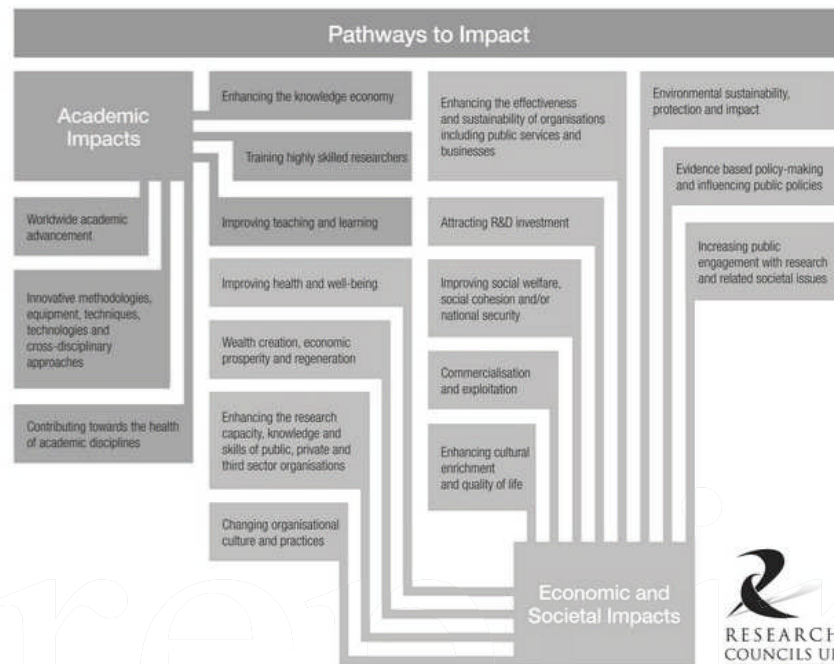 Pathways to Impact
Academic
Impacts
Worldwide academic
advancement
Innovative methodologies,
equipment, techniques,
technologies and
cross-disciplinary
approaches
Contributing towards the health
of academic disciplines
Enhancing the knowledge economy
Training highly skilled researchers
Improving teaching and learning
Improving health and well-being
Wealth creation, economic
prosperity and regeneration
Enhancing the research
capacity, knowledge and
skills of public, private and
third sector organisations
Changing organisational
culture and practices
Enhancing the effectiveness
and sustainability of organisations
including public services and
businesses
Attracting R&D investment
Improving social welfare,
social cohesion and/or
national security
Commercialisation
and exploitation
Enhancing cultural
enrichment
and quality of life
Environmental sustainability,
protection and impact
Evidence based policy-making
and influencing public policies
Increasing public
engagement with research
and related societal issues
Economic and
Societal Impacts
RESEARCH
COUNCILS U